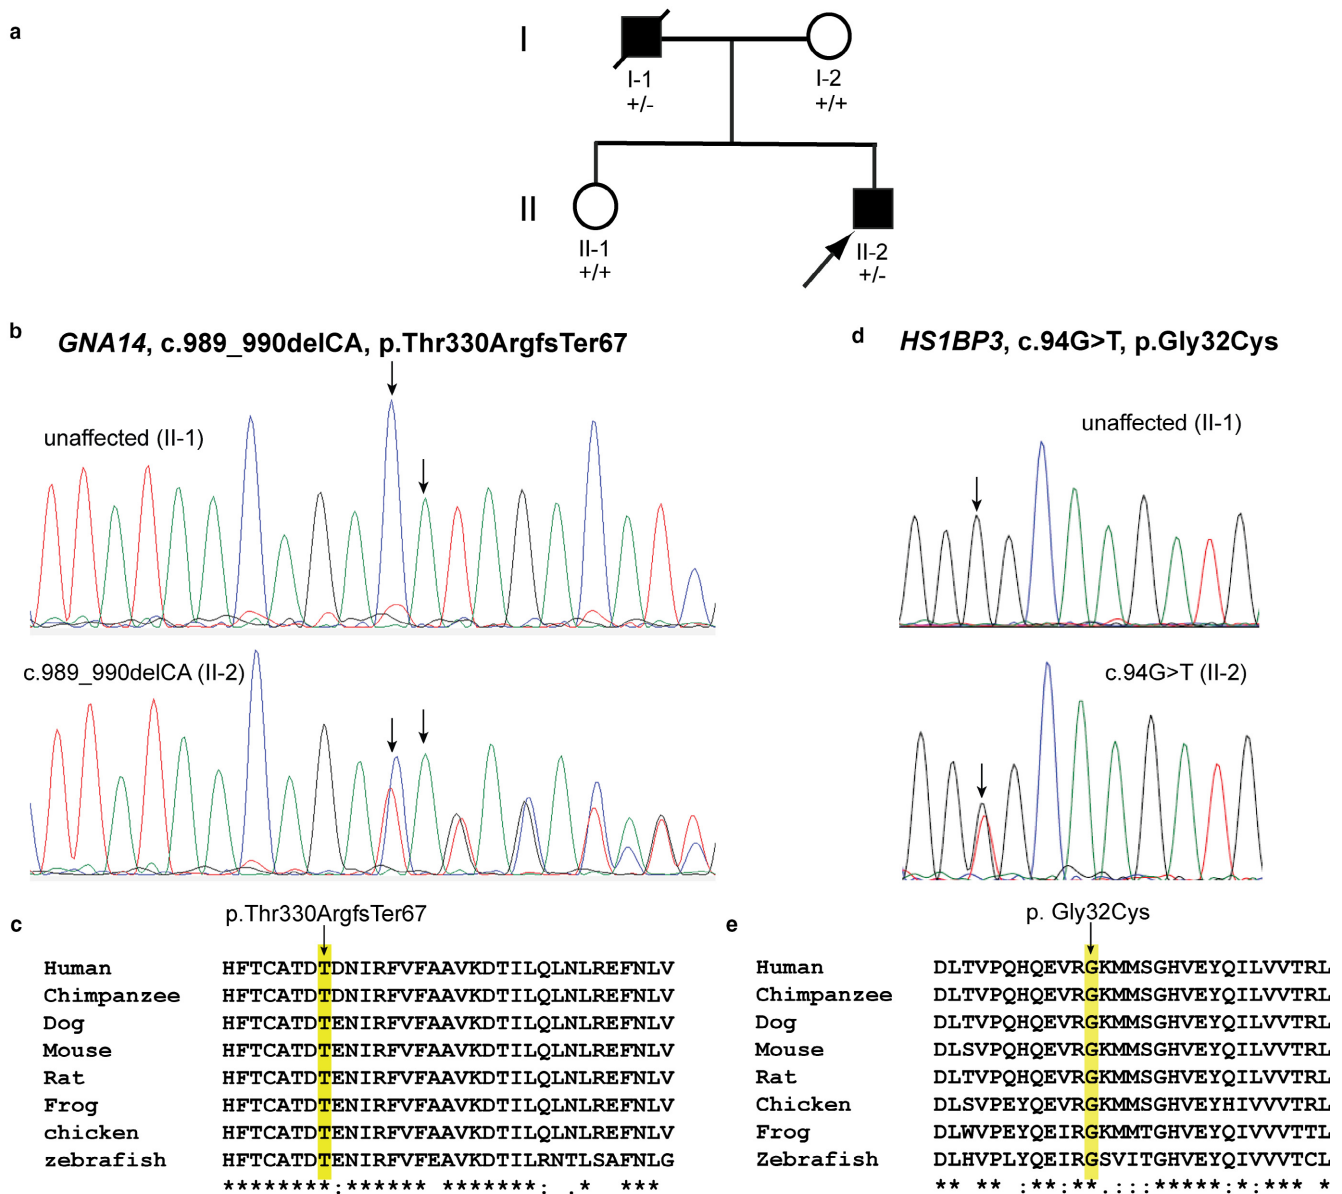 a
I
I-1
+/-
I-2
+/+
II
II-1
+/+
II-2
+/-
b
GNA14, c.989_990delCA, p.Thr330ArgfsTer67
unaffected (II-1)
c.989_990delCA (II-2)
c
p.Thr330ArgfsTer67
Human HFTCATDTDNIRFVFAAVKDTILQLNLREFNLV
Chimpanzee HFTCATDTDNIRFVFAAVKDTILQLNLREFNLV
Dog HFTCATDTENIRFVFAAVKDTILQLNLREFNLV
Mouse HFTCATDTENIRFVFAAVKDTILQLNLREFNLV
Rat HFTCATDTENIRFVFAAVKDTILQLNLREFNLV
Frog HFTCATDTENIRFVFAAVKDTILQLNLREFNLV
chicken HFTCATDTENIRFVFAAVKDTILQLNLREFNLV
zebrafish HFTCATDTENIRFVFEAVKDTILRNTLSAFNLG
********:****** *******: .* ***
d
HS1BP3, c.94G>T, p.Gly32Cys
unaffected (II-1)
c.94G>T (II-2)
e
p. Gly32Cys
Human DLTVPQHQEVRGKMMSGHVEYQILVVTRL
Chimpanzee DLTVPQHQEVRGKMMSGHVEYQILVVTRL
Dog DLTVPQHQEVRGKMMSGHVEYQILVVTRL
Mouse DLSVPQHQEVRGKMMSGHVEYQILVVTRL
Rat DLTVPQHQEVRGKMMSGHVEYQILVVTRL
Chicken DLSVPEYQEVRGKMMSGHVEYHIVVVTRL
Frog DLWVPEYQEIRGKMMTGHVEYQIVVVTTL
Zebrafish DLHVPLYQEIRGSVITGHVEYQIVVVTCL
** ** :**:**.:::*****:*:*** *